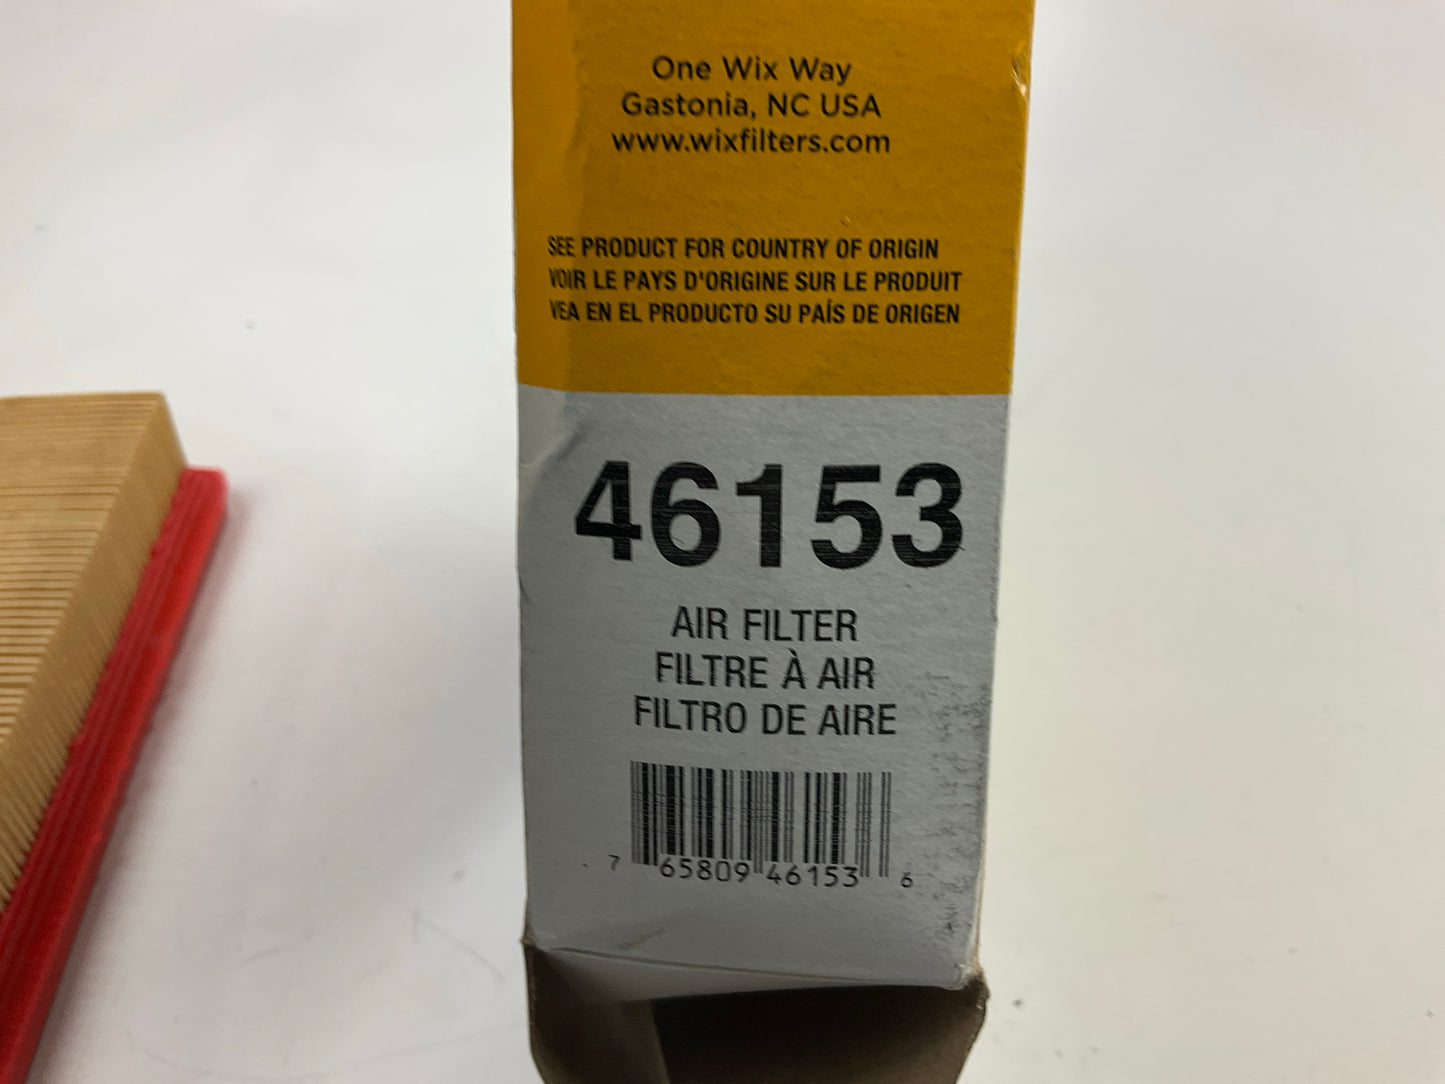 One Wix Way
Gastonia, NC USA
www.wixfilters.com
SEE PRODUCT FOR COUNTRY OF ORIGIN
VOIR LE PAYS D'ORIGINE SUR LE PRODUIT
VEA EN EL PRODUCTO SU PAÍS DE ORIGEN
46153
AIR FILTER
FILTRE À AIR
FILTRO DE AIRE
7 65809 46153 6